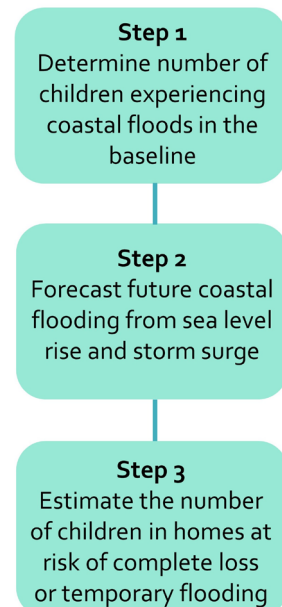 Step 1
Determine number of
children experiencing
coastal floods in the
baseline
Step 2
Forecast future coastal
flooding from sea level
rise and storm surge
Step 3
Estimate the number
of children in homes at
risk of complete loss
or temporary flooding